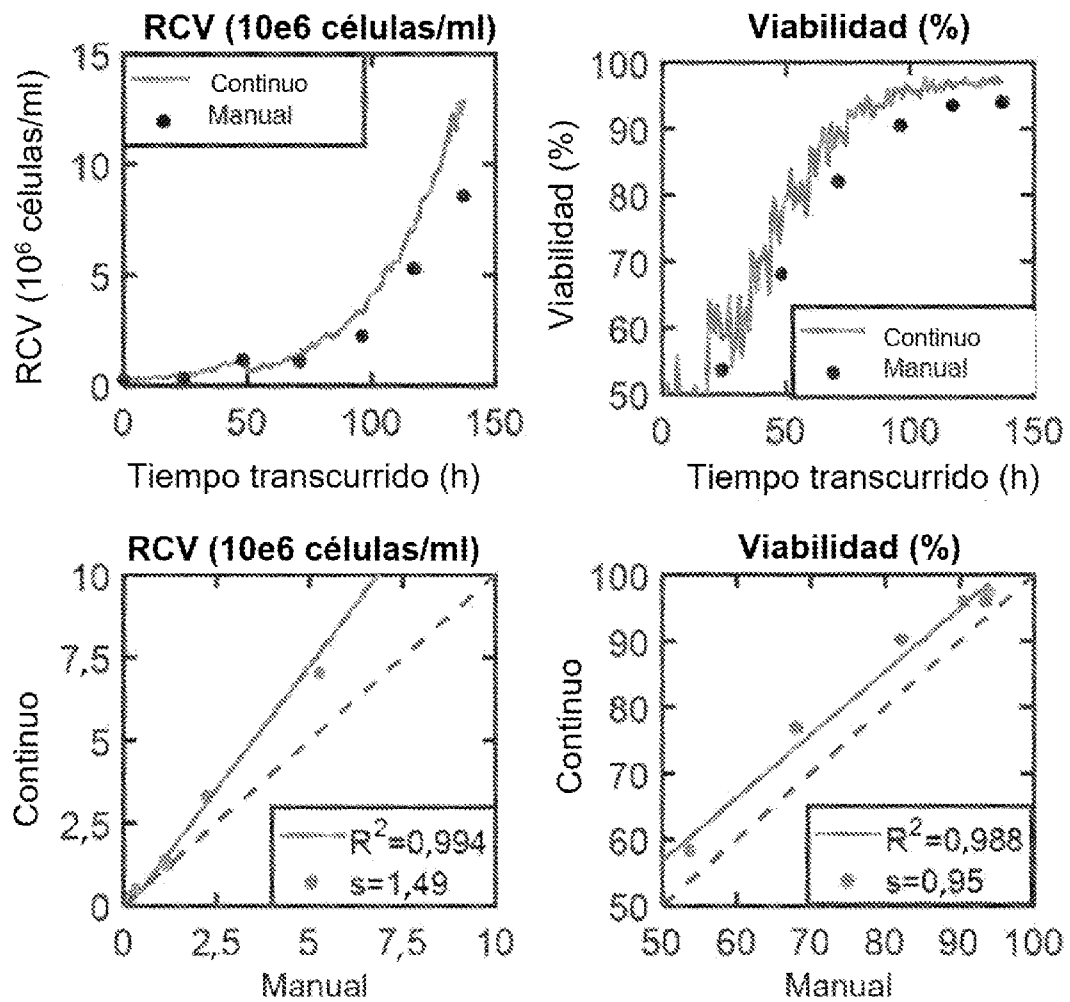 RCV (10e6 células/ml)
RCV (10⁶ células/ml)
15
10
5
0
Continuo
Manual
0 50 100 150
Tiempo transcurrido (h)
Viabilidad (%)
Viabilidad (%)
100
90
80
70
60
50
Continuo
Manual
0 50 100 150
Tiempo transcurrido (h)
RCV (10e6 células/ml)
Continuo
10
7,5
5
2,5
0
R²=0,994
s=1,49
0 2,5 5 7,5 10
Manual
Viabilidad (%)
Continuo
100
90
80
70
60
50
R²=0,988
s=0,95
50 60 70 80 90 100
Manual